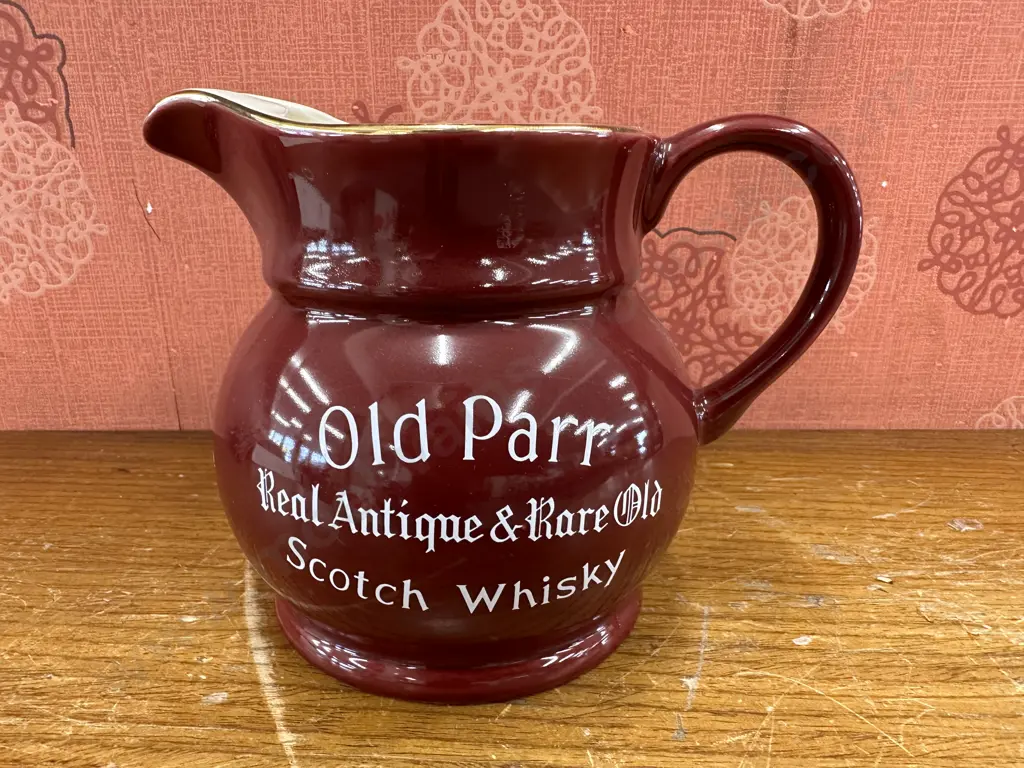 Old Parr
Real Antique & Rare Old
Scotch Whisky